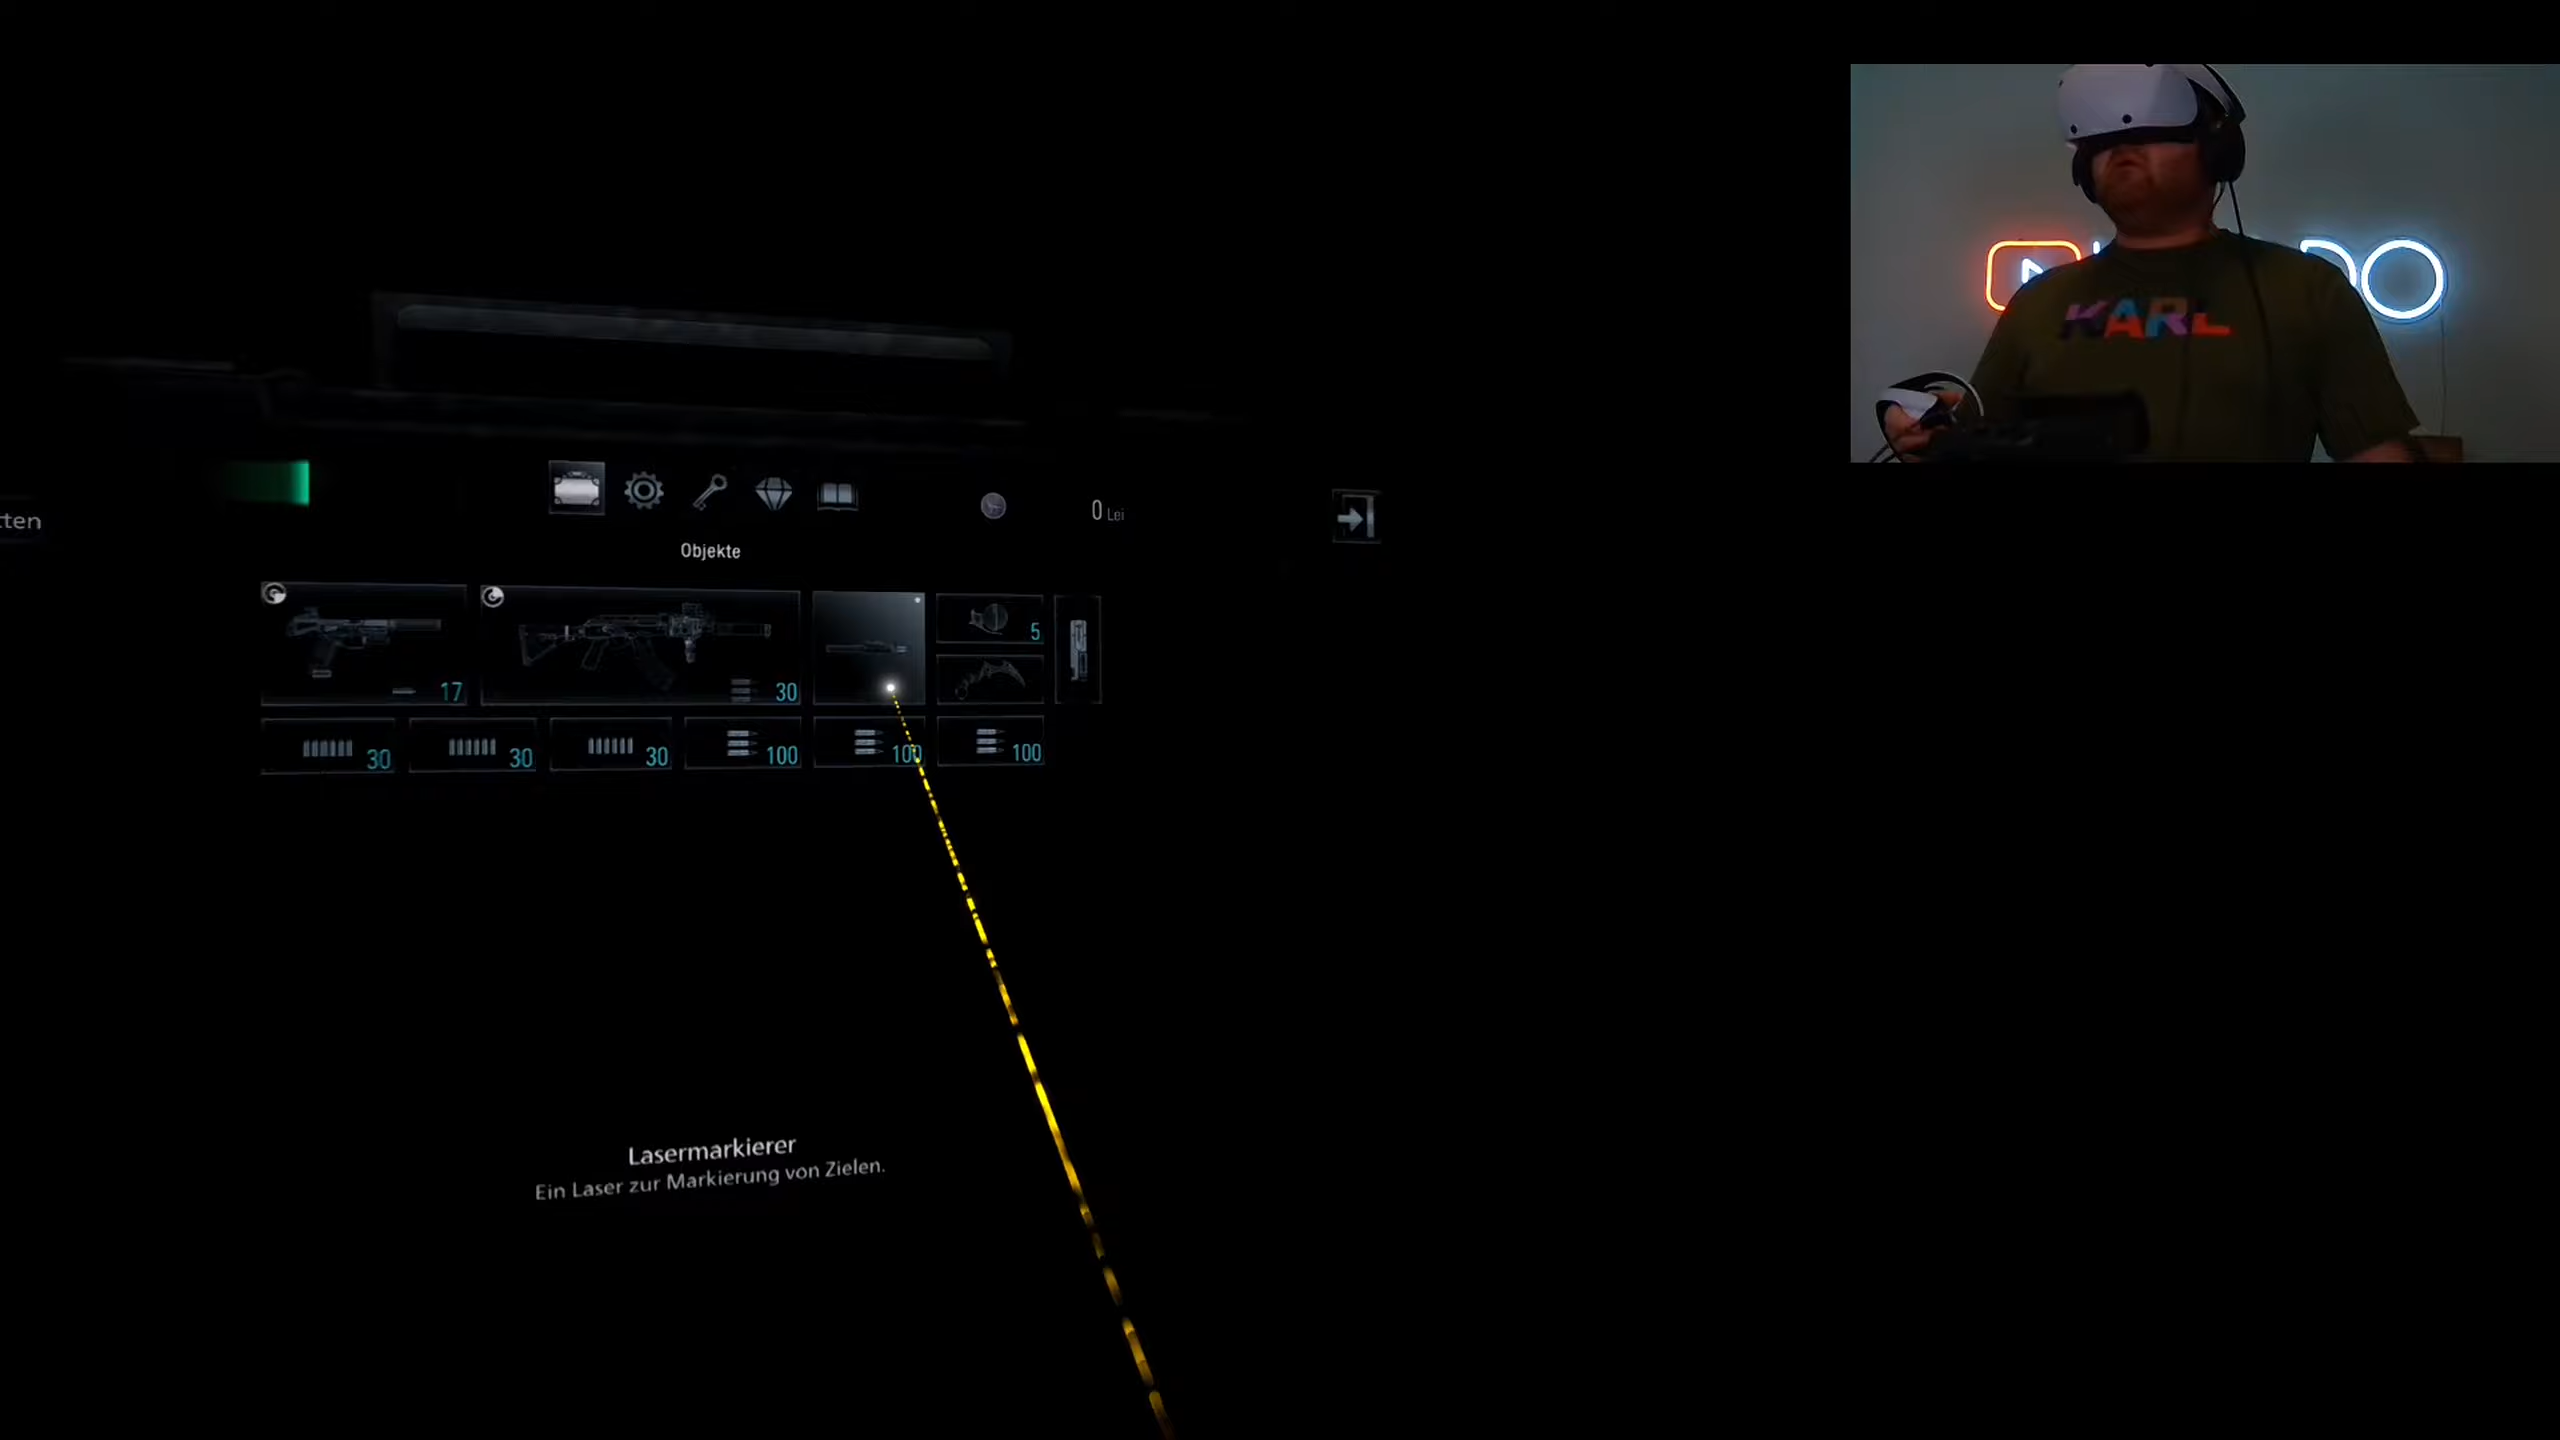 KARL
tten
0 Lei
Objekte
5
17
30
30
30
30
100
100
100
Lasermarkierer
Ein Laser zur Markierung von Zielen.